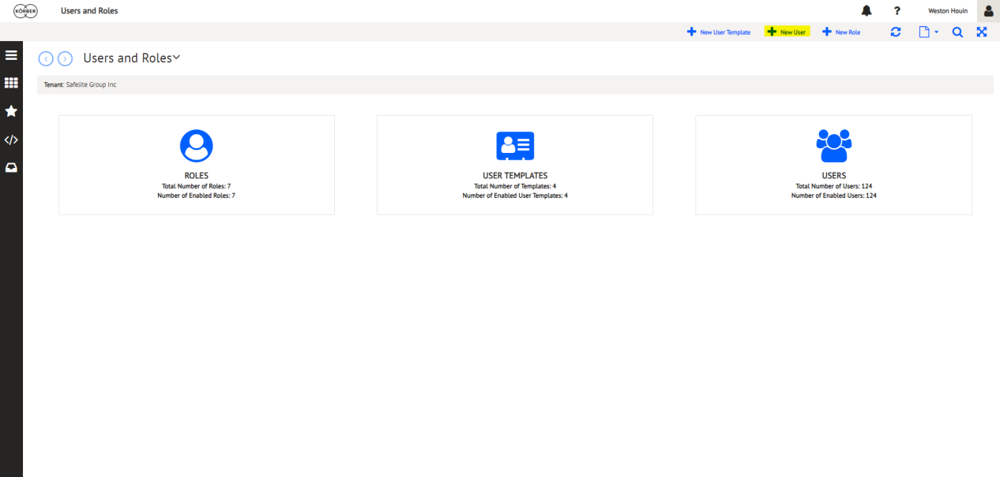 KÖRBER
Users and Roles
?
Weston Houin
New User Template
New User
New Role
Users and Roles
Tenant: Safelite Group Inc
</>
ROLES
Total Number of Roles: 7
Number of Enabled Roles: 7
USER TEMPLATES
Total Number of Templates: 4
Number of Enabled User Templates: 4
USERS
Total Number of Users: 124
Number of Enabled Users: 124